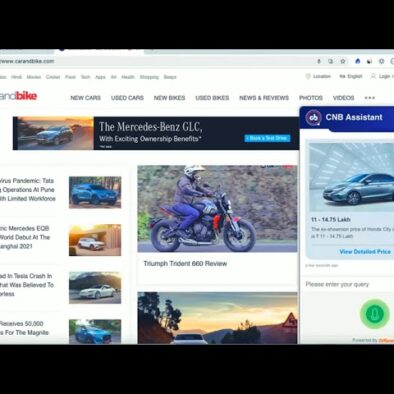 www.carandbike.com
Hindi Movies Cricket Food Tech Apps Art Health Shopping Beeps
Location English Login
andbike
NEW CARS USED CARS NEW BIKES USED BIKES NEWS & REVIEWS PHOTOS VIDEOS
CNB Assistant
The Mercedes-Benz GLC,
With Exciting Ownership Benefits*
Book a Test Drive
virus Pandemic: Tata
g Operations At Pune
ith Limited Workforce
tric Mercedes EQB
World Debut At The
anghai 2021
ad In Tesla Crash In
hat Was Believed To
erless
Receives 50,000
s For The Magnite
Triumph Trident 660 Review
11 - 14.75 Lakh
The ex-showroom price of Honda City
is ₹ 11 - 14.75 Lakh.
View Detailed Price
a few seconds ago
Please enter your query
Powered by